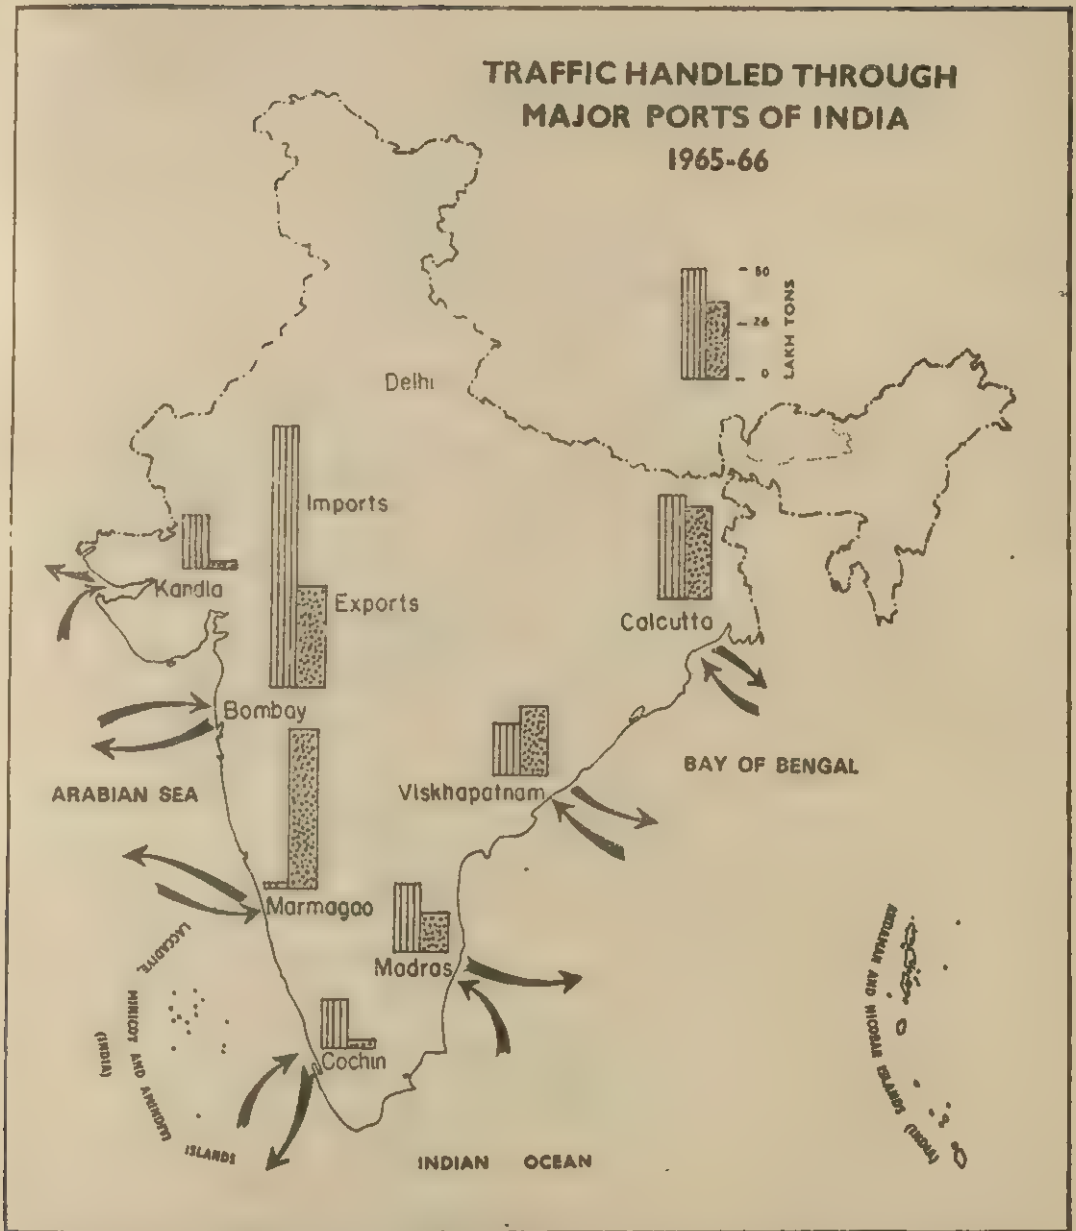 TRAFFIC HANDLED THROUGH
MAJOR PORTS OF INDIA
1965-66
50
26
0
LAKH TONS
Delhi
Imports
Exports
Kandla
Calcutta
Bombay
ARABIAN SEA
Viskhapatnam
BAY OF BENGAL
Marmagao
Madras
Cochin
LACCADIVE,
MINICOY AND AMINDIVI
ISLANDS
(INDIA)
ANDAMAN AND NICOBAR ISLANDS (INDIA)
INDIAN OCEAN